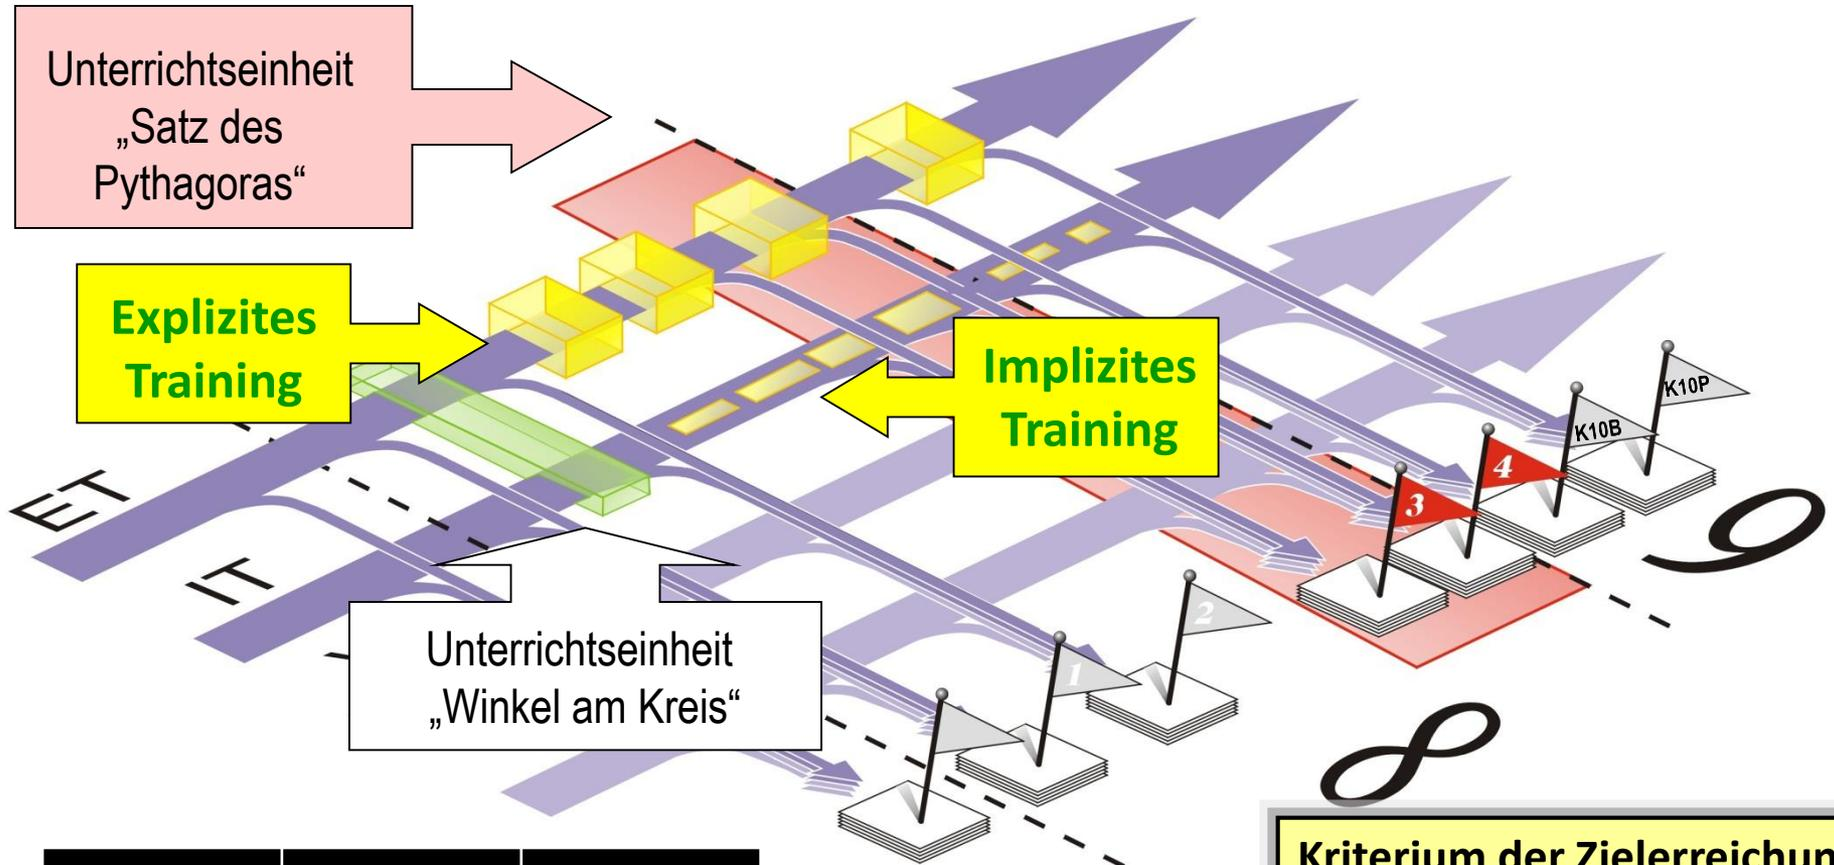 Unterrichtseinheit
„Satz des
Pythagoras“
Explizites
Training
Implizites
Training
K10P
K10B
4
3
ET
9
IT
2
Unterrichtseinheit
„Winkel am Kreis“
1
8
Kriterium der Zielerreichun